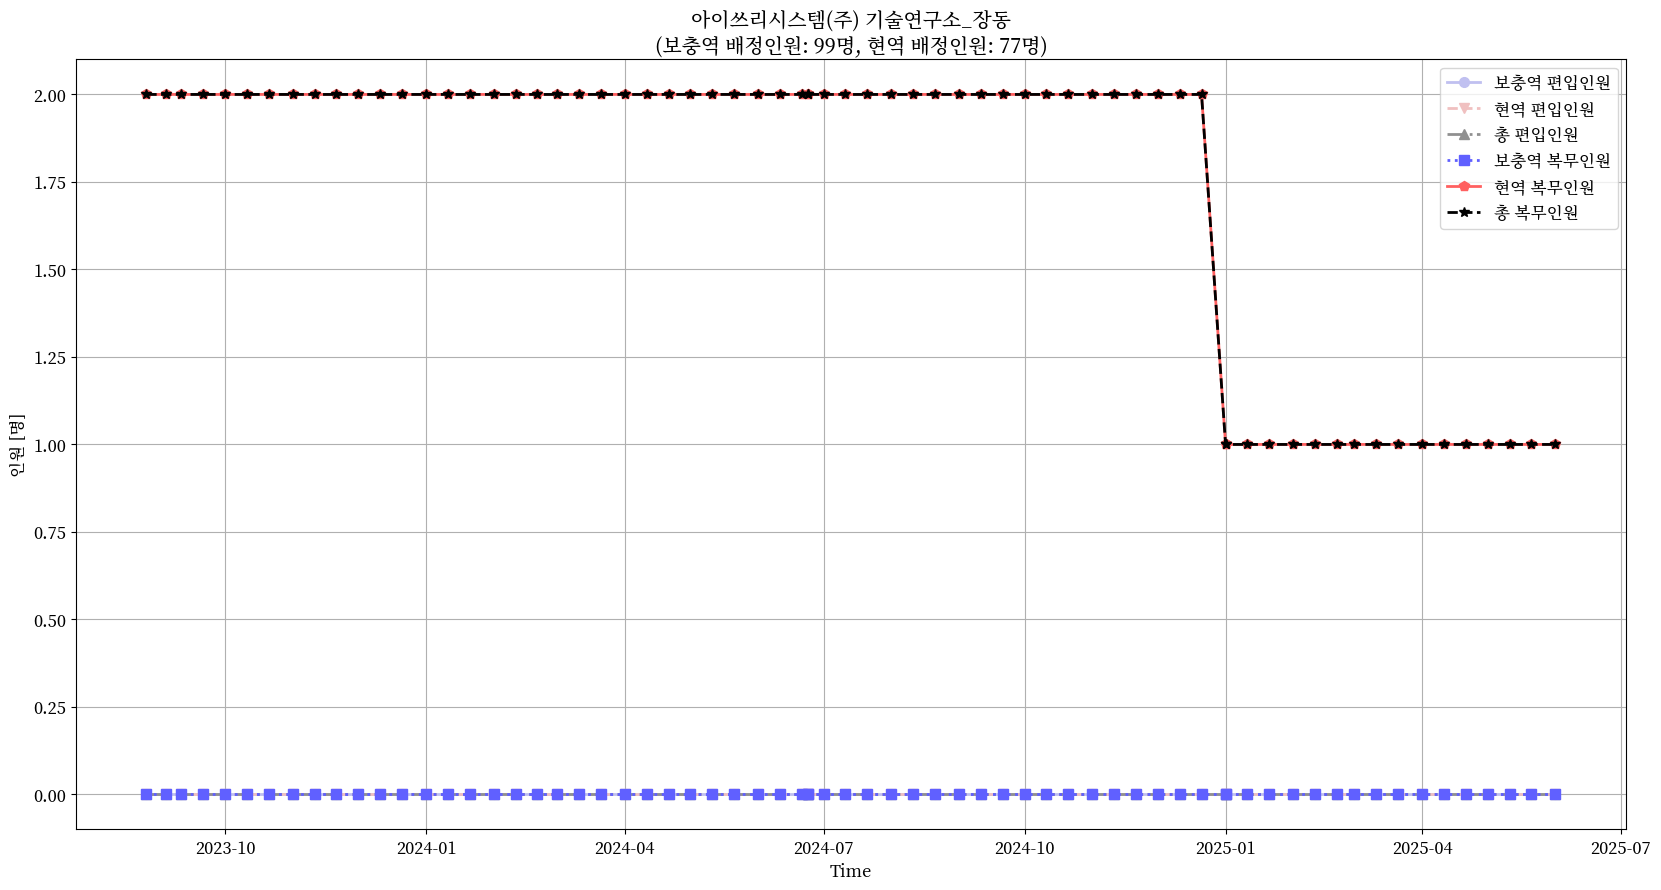 아이쓰리시스템(주) 기술연구소_장동
(보충역 배정인원: 99명, 현역 배정인원: 77명)
보충역 편입인원
현역 편입인원
총 편입인원
보충역 복무인원
현역 복무인원
총 복무인원
인원 [명]
2.00
1.75
1.50
1.25
1.00
0.75
0.50
0.25
0.00
2023-10 2024-01 2024-04 2024-07 2024-10 2025-01 2025-04 2025-07
Time